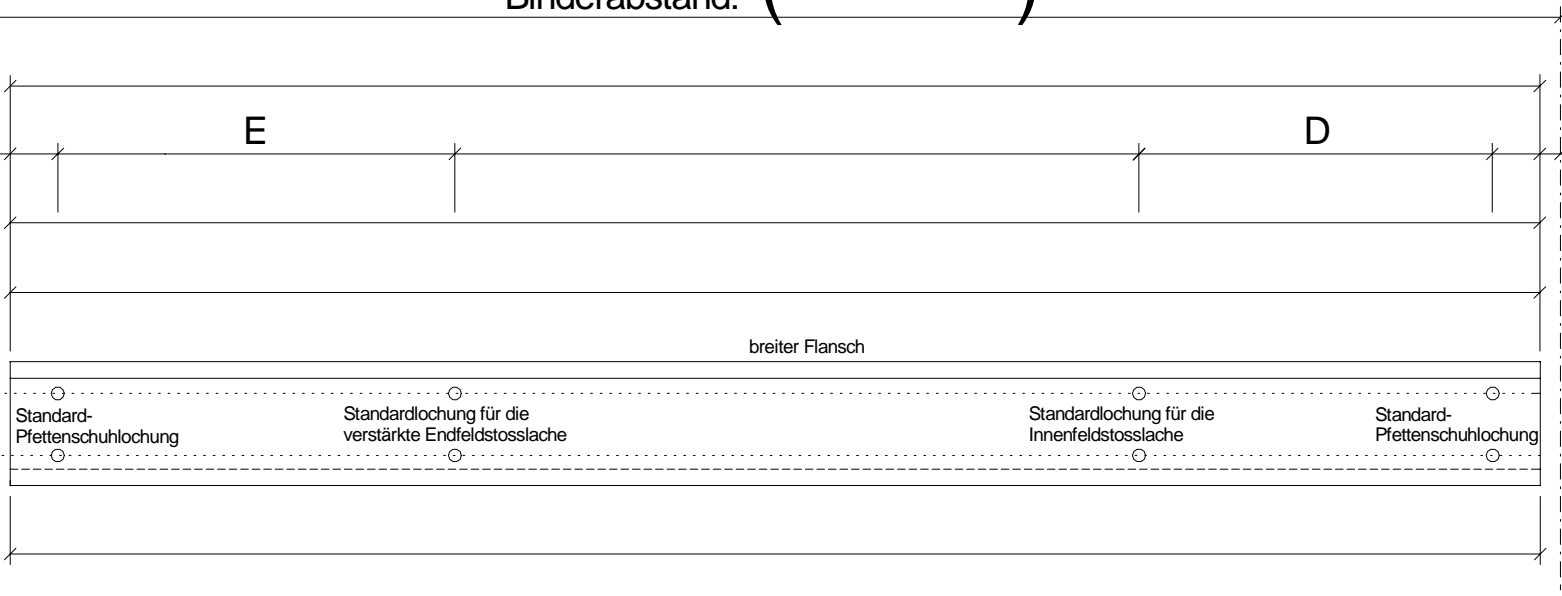 Binderabstand: ( )
E
D
breiter Flansch
Standard-
Pfettenschuhlochung
Standardlochung für die
verstärkte Endfeldstosslache
Standardlochung für die
Innenfeldstosslache
Standard-
Pfettenschuhlochung